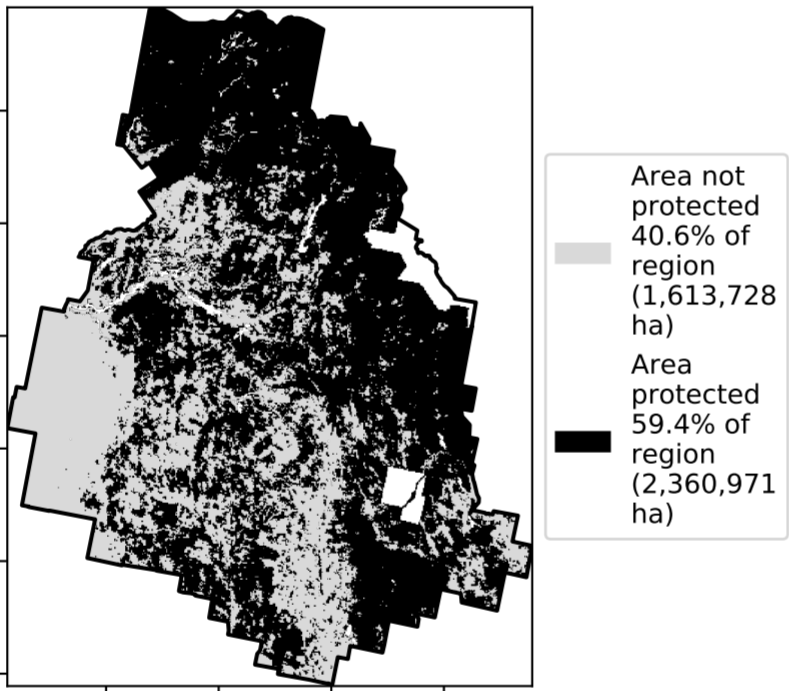 Area not
protected
40.6% of
region
(1,613,728
ha)
Area
protected
59.4% of
region
(2,360,971
ha)